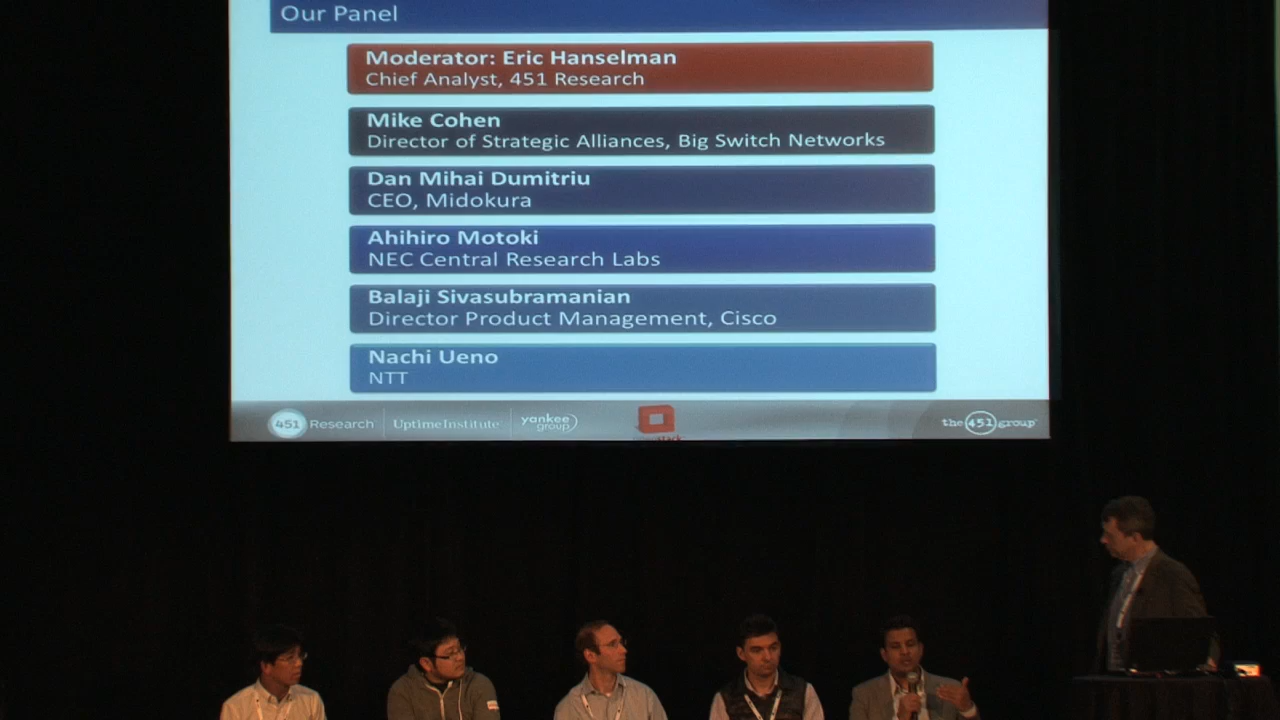 Our Panel
Moderator: Eric Hanselman
Chief Analyst, 451 Research
Mike Cohen
Director of Strategic Alliances, Big Switch Networks
Dan Mihai Dumitriu
CEO, Midokura
Ahihiro Motoki
NEC Central Research Labs
Balaji Sivasubramanian
Director Product Management, Cisco
Nachi Ueno
NTT
451 Research UptimeInstitute yankee group the 451 group